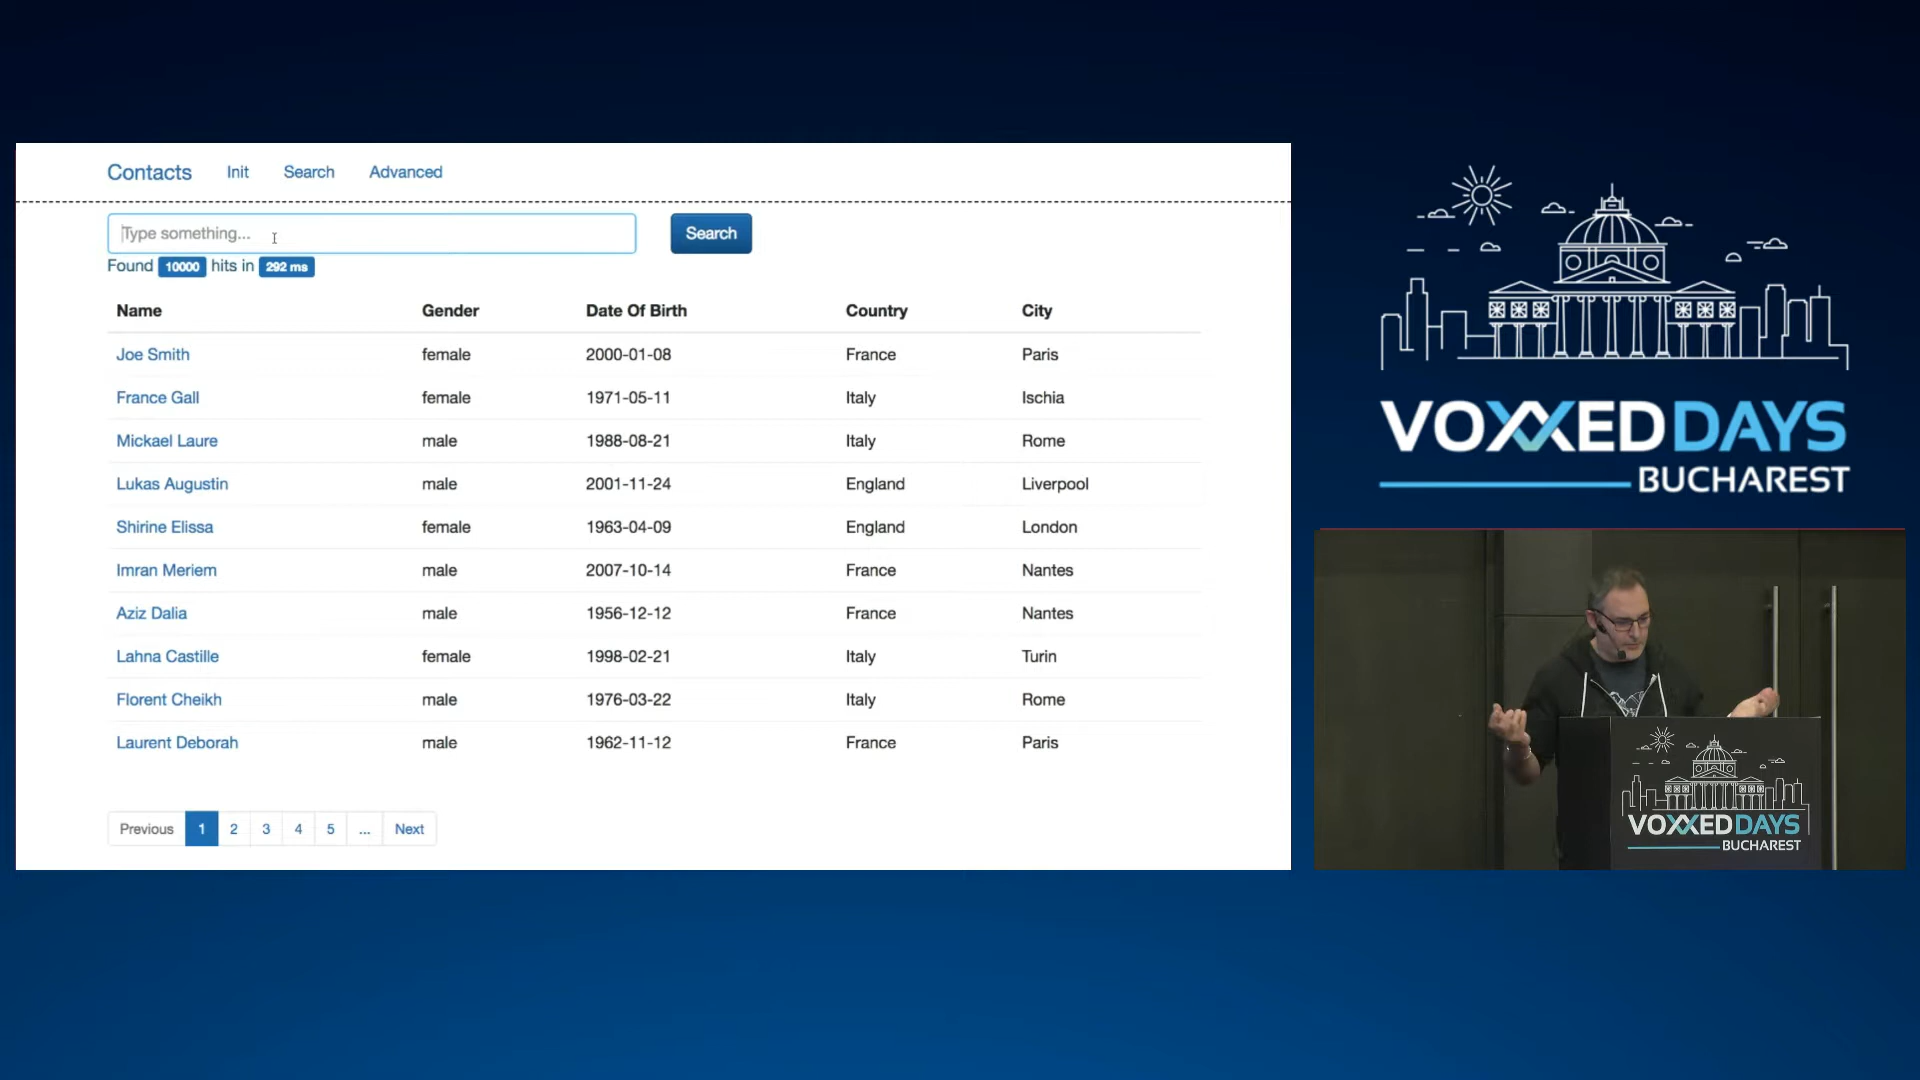 Contacts Init Search Advanced
Type something... Search
Found 10000 hits in 292 ms
Name Gender Date Of Birth Country City
Joe Smith female 2000-01-08 France Paris
France Gall female 1971-05-11 Italy Ischia
Mickael Laure male 1988-08-21 Italy Rome
Lukas Augustin male 2001-11-24 England Liverpool
Shirine Elissa female 1963-04-09 England London
Imran Meriem male 2007-10-14 France Nantes
Aziz Dalia male 1956-12-12 France Nantes
Lahna Castille female 1998-02-21 Italy Turin
Florent Cheikh male 1976-03-22 Italy Rome
Laurent Deborah male 1962-11-12 France Paris
Previous 1 2 3 4 5 ... Next
VOXXED DAYS
BUCHAREST
VOXXED DAYS
BUCHAREST